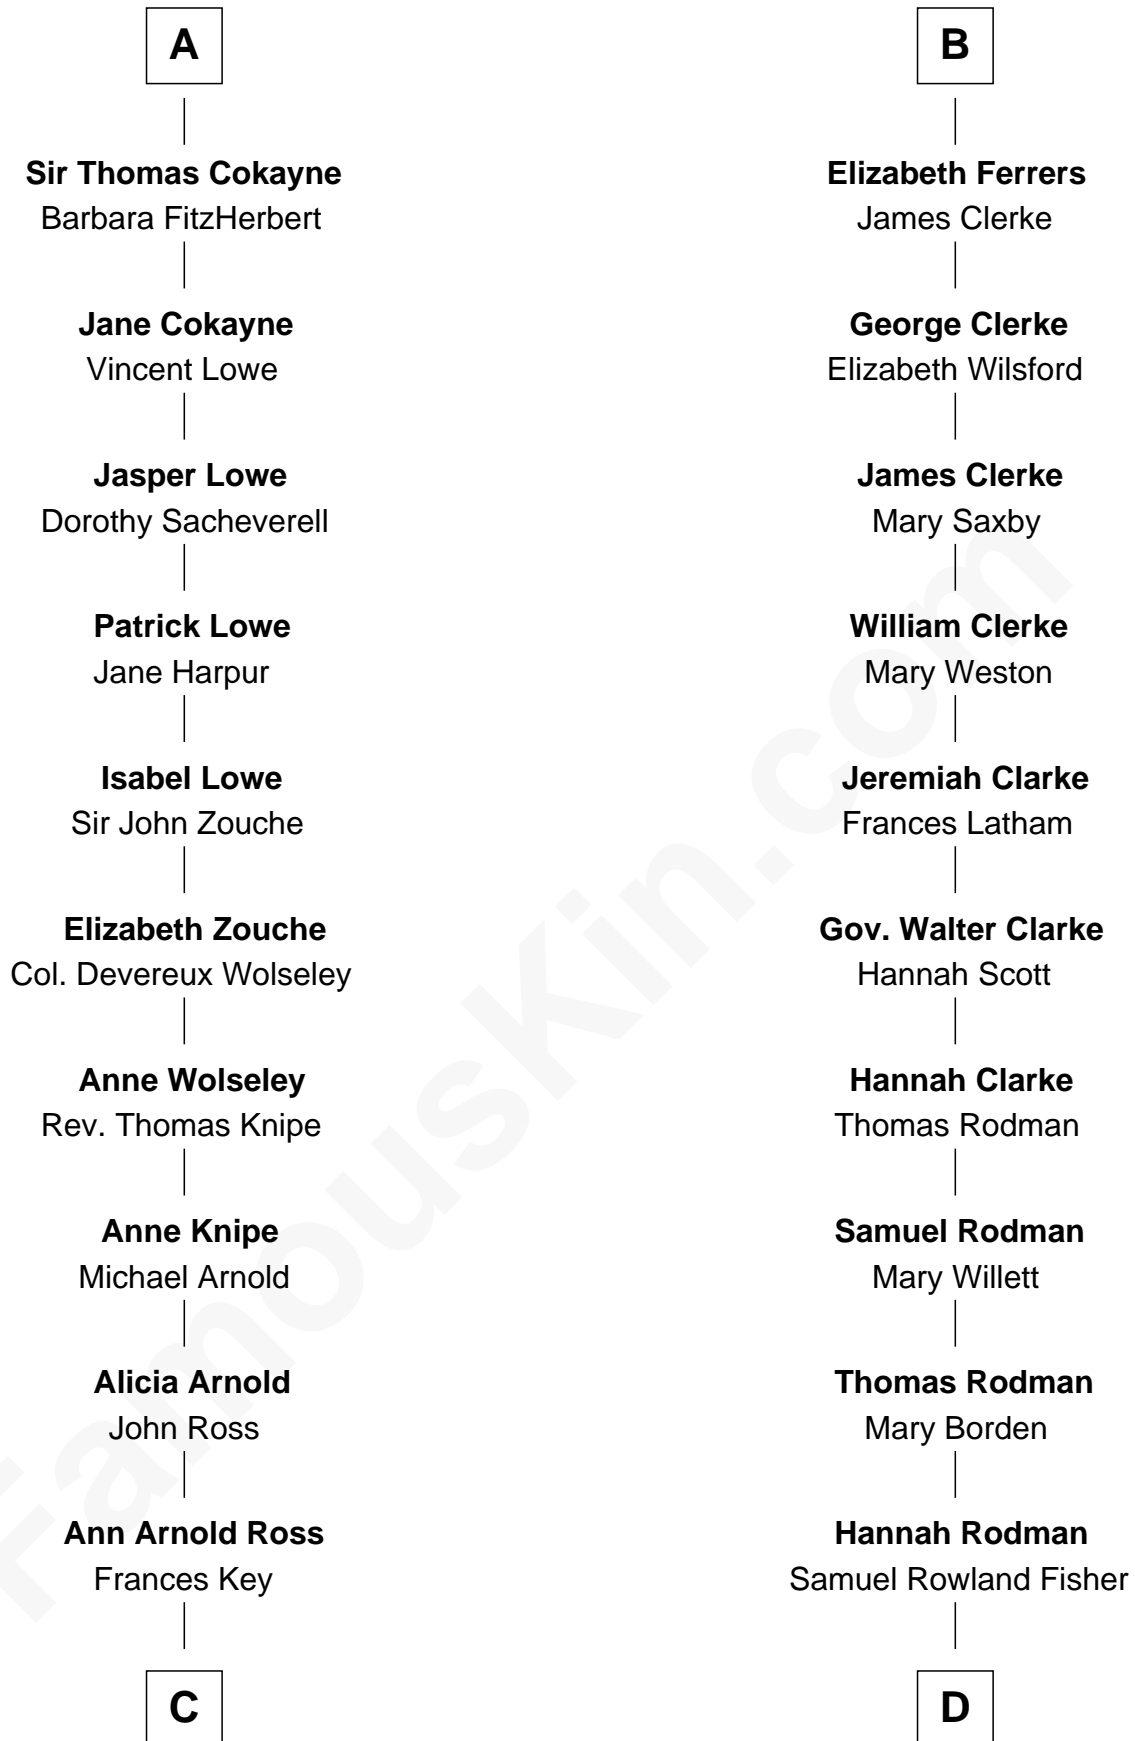 A
Sir Thomas Cokayne
Barbara FitzHerbert
Jane Cokayne
Vincent Lowe
Jasper Lowe
Dorothy Sacheverell
Patrick Lowe
Jane Harpur
Isabel Lowe
Sir John Zouche
Elizabeth Zouche
Col. Devereux Wolseley
Anne Wolseley
Rev. Thomas Knipe
Anne Knipe
Michael Arnold
Alicia Arnold
John Ross
Ann Arnold Ross
Frances Key
C
B
Elizabeth Ferrers
James Clerke
George Clerke
Elizabeth Wilsford
James Clerke
Mary Saxby
William Clerke
Mary Weston
Jeremiah Clarke
Frances Latham
Gov. Walter Clarke
Hannah Scott
Hannah Clarke
Thomas Rodman
Samuel Rodman
Mary Willett
Thomas Rodman
Mary Borden
Hannah Rodman
Samuel Rowland Fisher
D
FamousKin.com